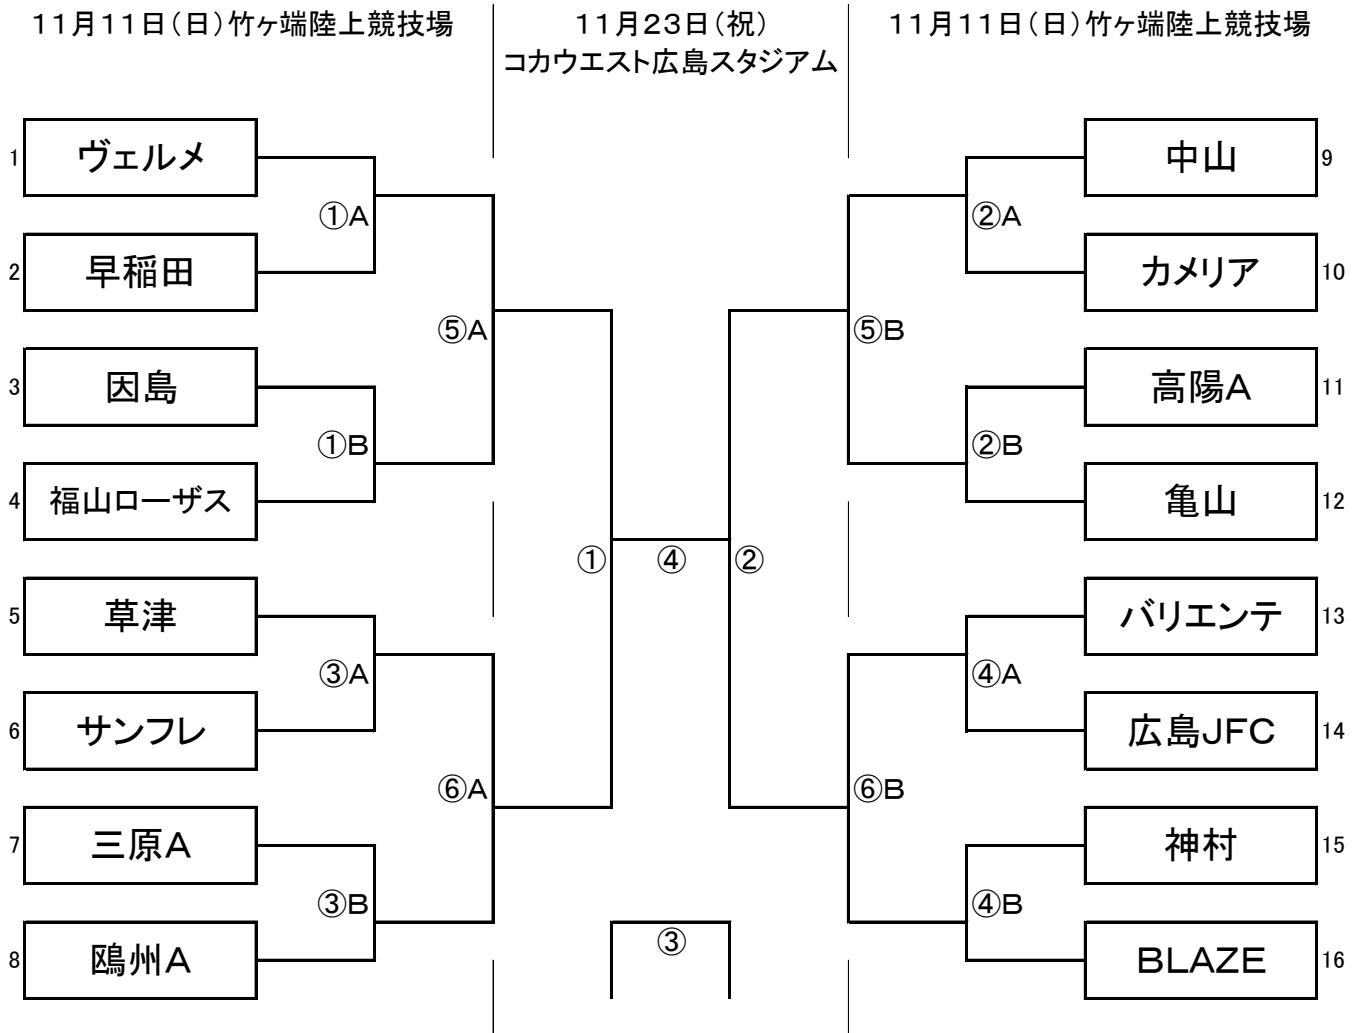 11月11日(日)竹ヶ端陸上競技場
11月23日(祝)
コカウエスト広島スタジアム
11月11日(日)竹ヶ端陸上競技場
1 ヴェルメ
①A
2 早稲田
⑤A
3 因島
①B
4 福山ローザス
5 草津
③A
6 サンフレ
⑥A
7 三原A
③B
8 鴎州A
① ④ ②
③
中山 9
②A
カメリア 10
⑤B
高陽A 11
②B
亀山 12
バリエンテ 13
④A
広島JFC 14
⑥B
神村 15
④B
BLAZE 16